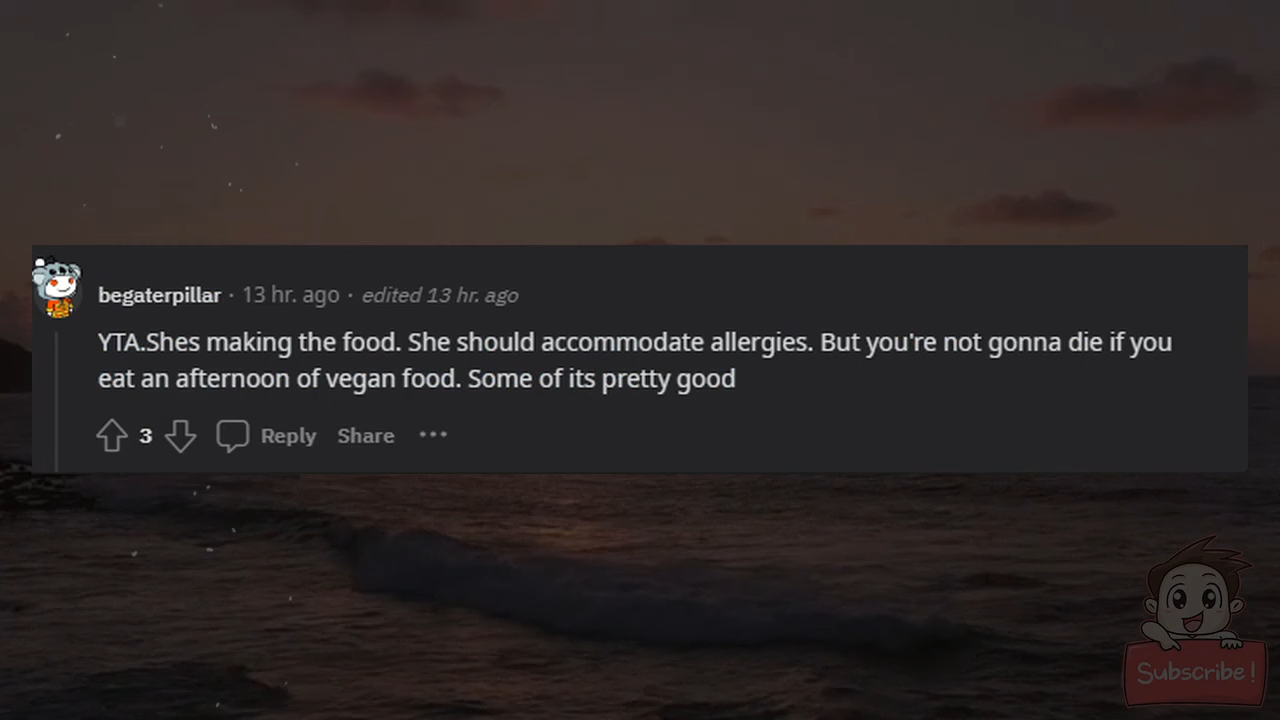 begaterpillar · 13 hr. ago · edited 13 hr. ago
YTA.Shes making the food. She should accommodate allergies. But you're not gonna die if you
eat an afternoon of vegan food. Some of its pretty good
3 Reply Share ···
Subscribe!